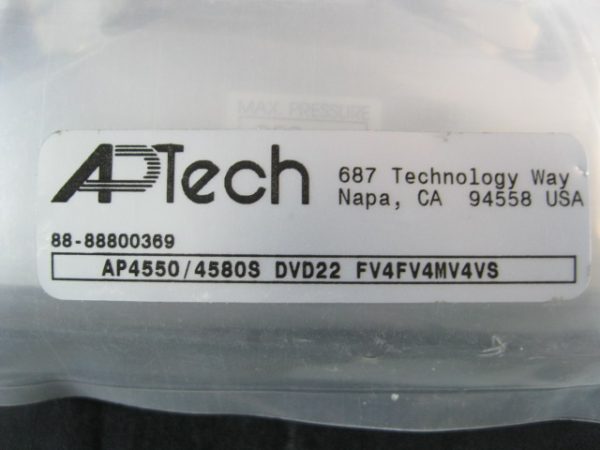 MAX. PRESSURE
APTech
687 Technology Way
Napa, CA 94558 USA
88-88800369
AP4550/4580S DVD22 FV4FV4MV4VS